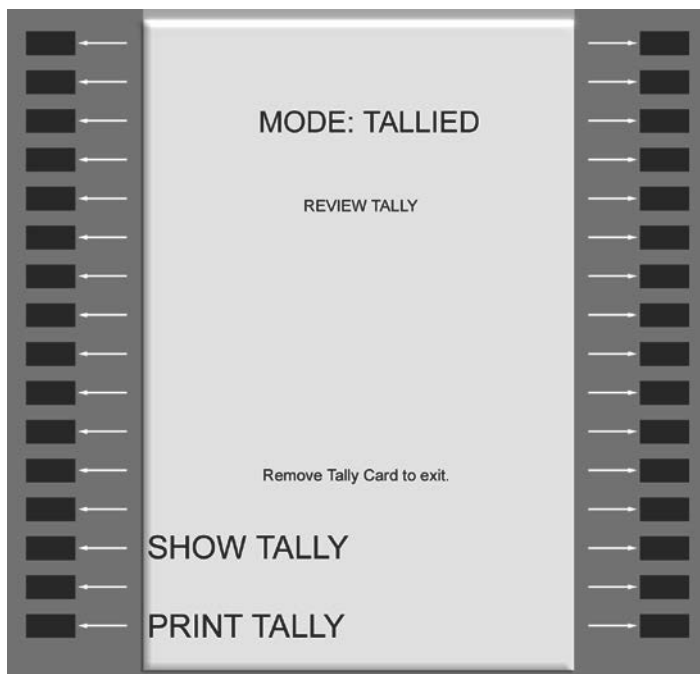 MODE: TALLIED
REVIEW TALLY
Remove Tally Card to exit.
SHOW TALLY
PRINT TALLY